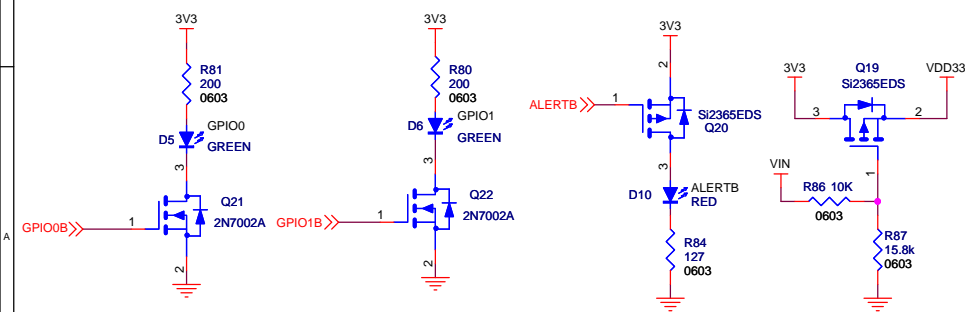 3V3
R81
200
0603
D5
GPIO0
GREEN
3
Q21
2N7002A
GPIO0B
1
2
3V3
R80
200
0603
D6
GPIO1
GREEN
3
Q22
2N7002A
GPIO1B
1
2
3V3
2
ALERTB
1
Si2365EDS
Q20
3
D10
ALERTB
RED
R84
127
0603
Q19
Si2365EDS
3V3
VDD33
3
2
1
VIN
R86 10K
0603
R87
15.8k
0603
A